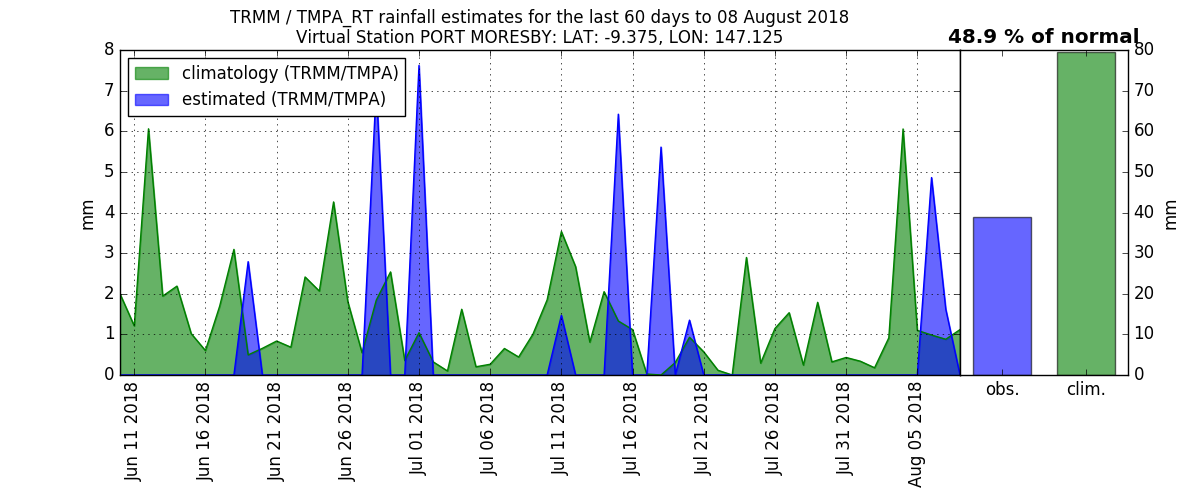 TRMM / TMPA_RT rainfall estimates for the last 60 days to 08 August 2018
Virtual Station PORT MORESBY: LAT: -9.375, LON: 147.125
48.9 % of normal
climatology (TRMM/TMPA)
estimated (TRMM/TMPA)
8
7
6
5
4
3
2
1
0
mm
Jun 11 2018
Jun 16 2018
Jun 21 2018
Jun 26 2018
Jul 01 2018
Jul 06 2018
Jul 11 2018
Jul 16 2018
Jul 21 2018
Jul 26 2018
Jul 31 2018
Aug 05 2018
obs.
clim.
80
70
60
50
40
30
20
10
0
mm